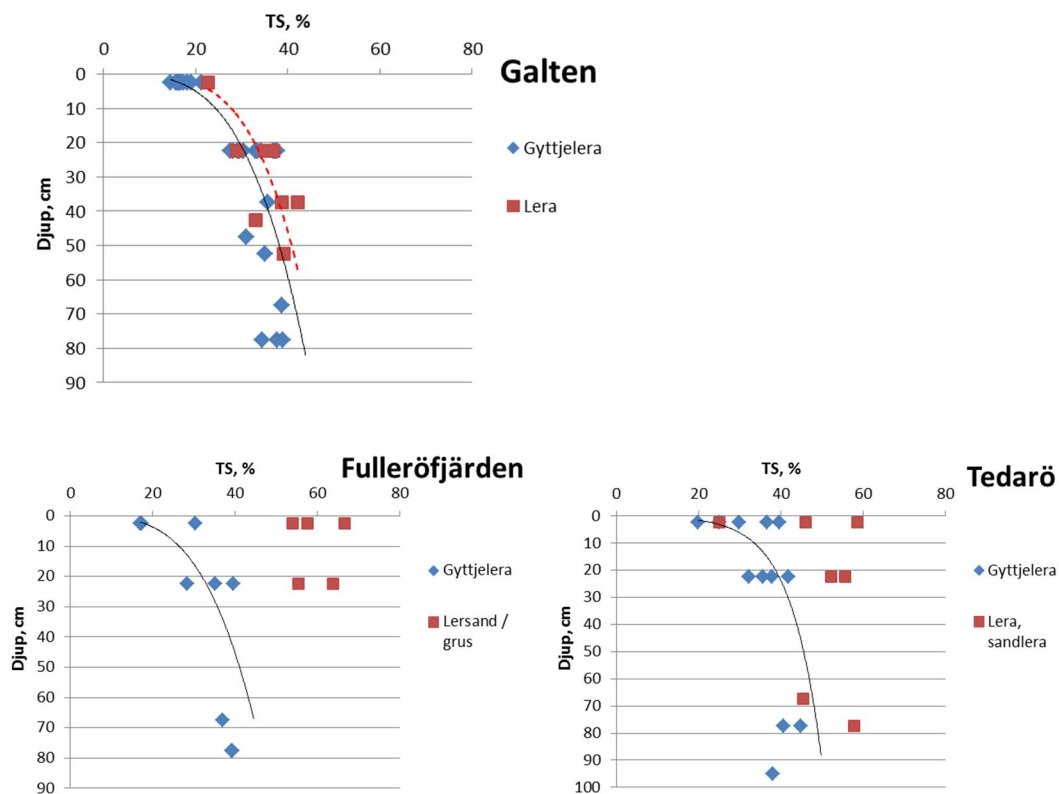 TS, %
0 20 40 60 80
Galten
0
10
20
30
40
50
60
70
80
90
Djup, cm
Gyttjelera
Lera
TS, %
Fulleröfjärden
0 20 40 60 80
0
10
20
30
40
50
60
70
80
90
Djup, cm
Gyttjelera
Lersand /
grus
TS, %
Tedarö
0 20 40 60 80
0
10
20
30
40
50
60
70
80
90
100
Djup, cm
Gyttjelera
Lera,
sandlera